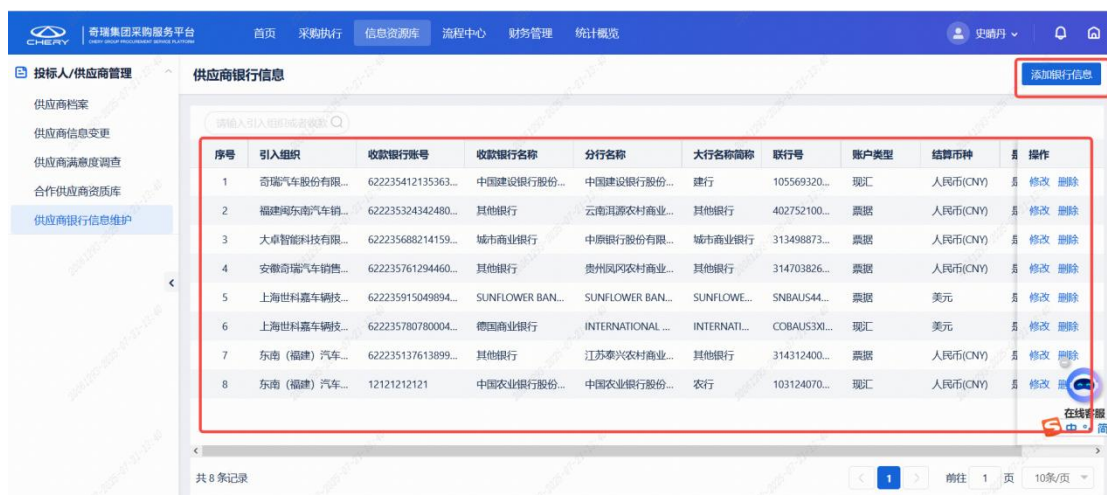 CHERY 奇瑞集团采购服务平台 首页 采购执行 信息资源库 流程中心 财务管理 统计概览 史晴丹
CHERY GROUP PROCUREMENT SERVICE PLATFORM
投标人/供应商管理
供应商档案
供应商信息变更
供应商满意度调查
合作供应商资质库
供应商银行信息维护
供应商银行信息 添加银行信息
请输入引入组织或者收款
序号 引入组织 收款银行账号 收款银行名称 分行名称 大行名称简称 联行号 账户类型 结算币种 是 操作
1 奇瑞汽车股份有限... 622235412135363... 中国建设银行股份... 中国建设银行股份... 建行 105569320... 现汇 人民币(CNY) 是 修改 删除
2 福建闽东南汽车销... 622235324342480... 其他银行 云南洱源农村商业... 其他银行 402752100... 票据 人民币(CNY) 是 修改 删除
3 大卓智能科技有限... 622235688214159... 城市商业银行 中原银行股份有限... 城市商业银行 313498873... 票据 人民币(CNY) 是 修改 删除
4 安徽奇瑞汽车销售... 622235761294460... 其他银行 贵州凤冈农村商业... 其他银行 314703826... 票据 人民币(CNY) 是 修改 删除
5 上海世科嘉车辆技... 622235915049894... SUNFLOWER BAN... SUNFLOWER BAN... SUNFLOWE... SNBAUS44... 票据 美元 是 修改 删除
6 上海世科嘉车辆技... 622235780780004... 德国商业银行 INTERNATIONAL ... INTERNATI... COBAUS3XI... 现汇 美元 是 修改 删除
7 东南（福建）汽车... 622235137613899... 其他银行 江苏泰兴农村商业... 其他银行 314312400... 票据 人民币(CNY) 是 修改 删除
8 东南（福建）汽车... 12121212121 中国农业银行股份... 中国农业银行股份... 农行 103124070... 现汇 人民币(CNY) 是 修改
在线客服
中 简
共 8 条记录 1 前往 1 页 10条/页